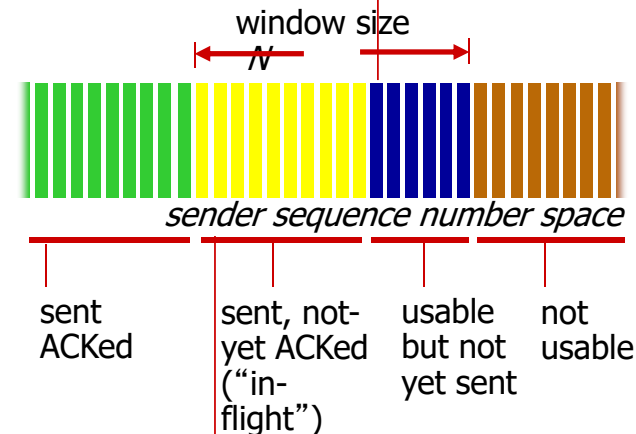 window size
N
sender sequence number space
sent
ACKed
sent, not-
yet ACKed
(“in-
flight”)
usable
but not
yet sent
not
usable